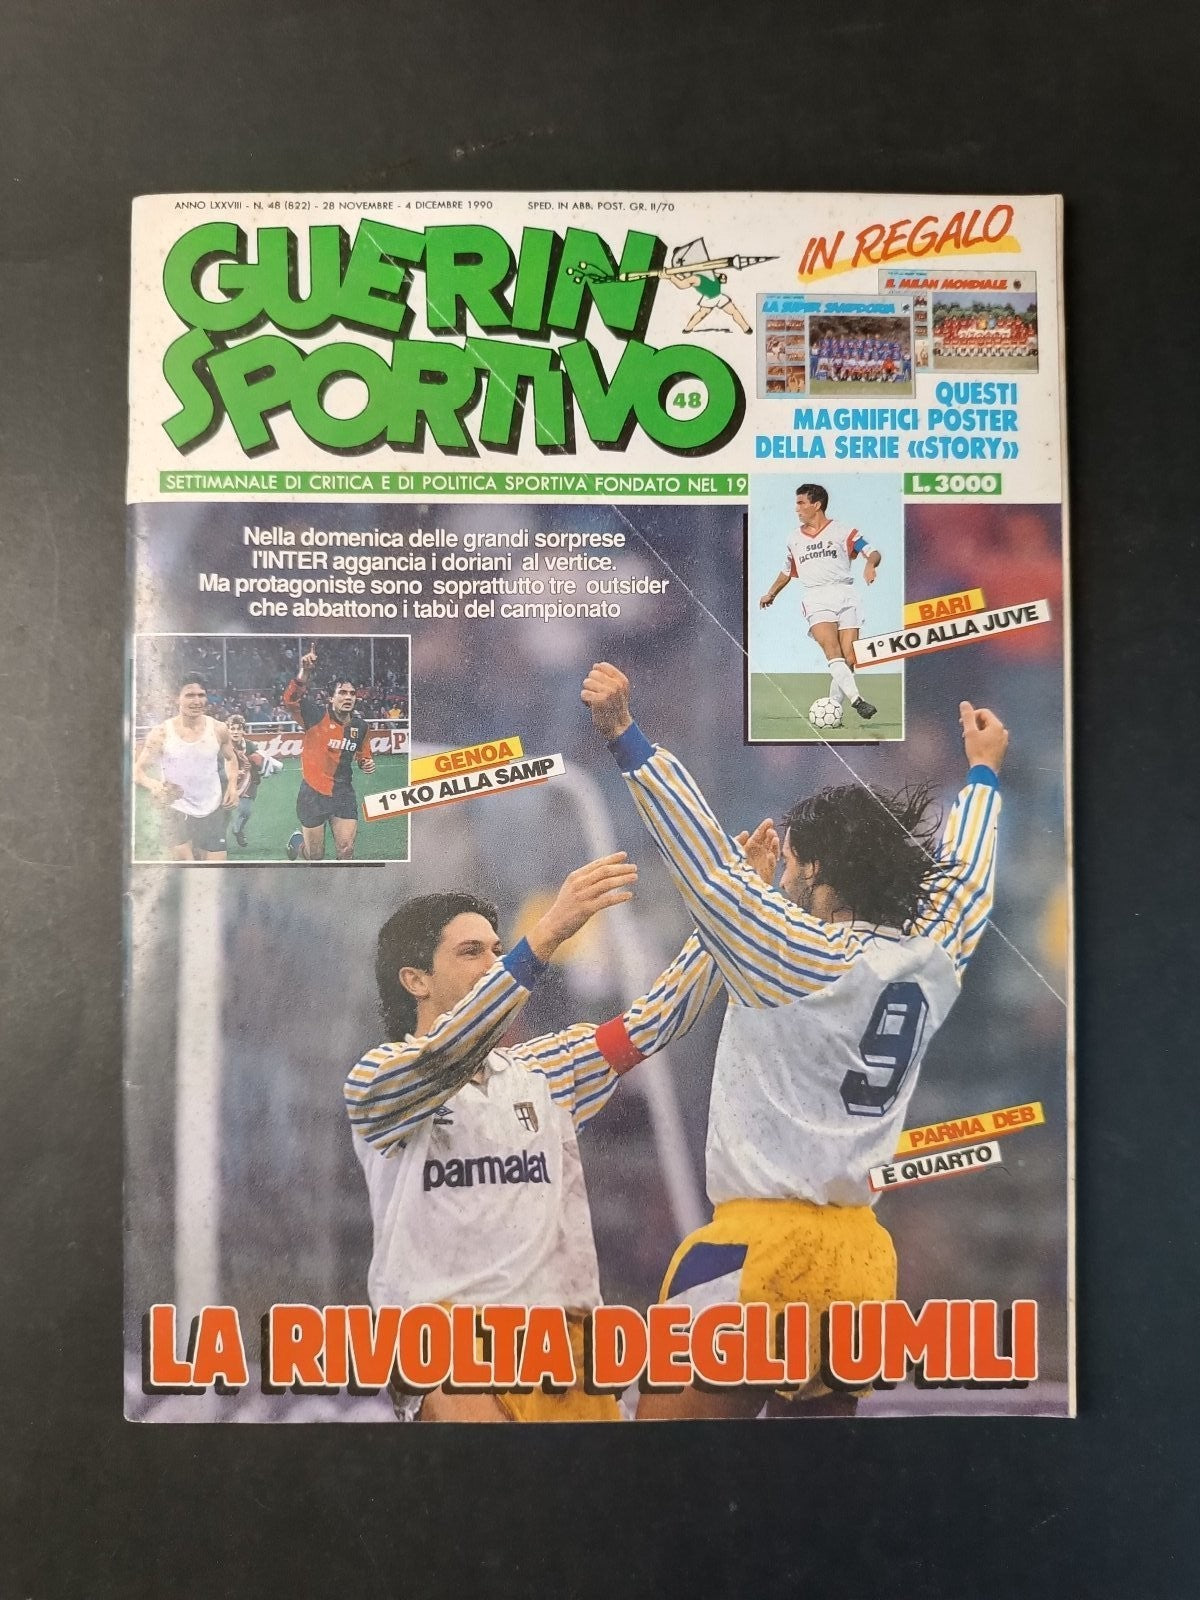 ANNO LXXVIII - N. 48 (822) - 28 NOVEMBRE - 4 DICEMBRE 1990 SPED. IN ABB. POST. GR. II/70
GUERIN
SPORTIVO
48
IN REGALO
IL MILAN MONDIALE
LA SUPER SAMPDORIA
QUESTI
MAGNIFICI POSTER
DELLA SERIE «STORY»
SETTIMANALE DI CRITICA E DI POLITICA SPORTIVA FONDATO NEL 19
L. 3000
Nella domenica delle grandi sorprese
l'INTER aggancia i doriani al vertice.
Ma protagoniste sono soprattutto tre outsider
che abbattono i tabù del campionato
sud
factoring
BARI
1° KO ALLA JUVE
GENOA
1° KO ALLA SAMP
9
parmalat
PARMA DEB
È QUARTO
LA RIVOLTA DEGLI UMILI